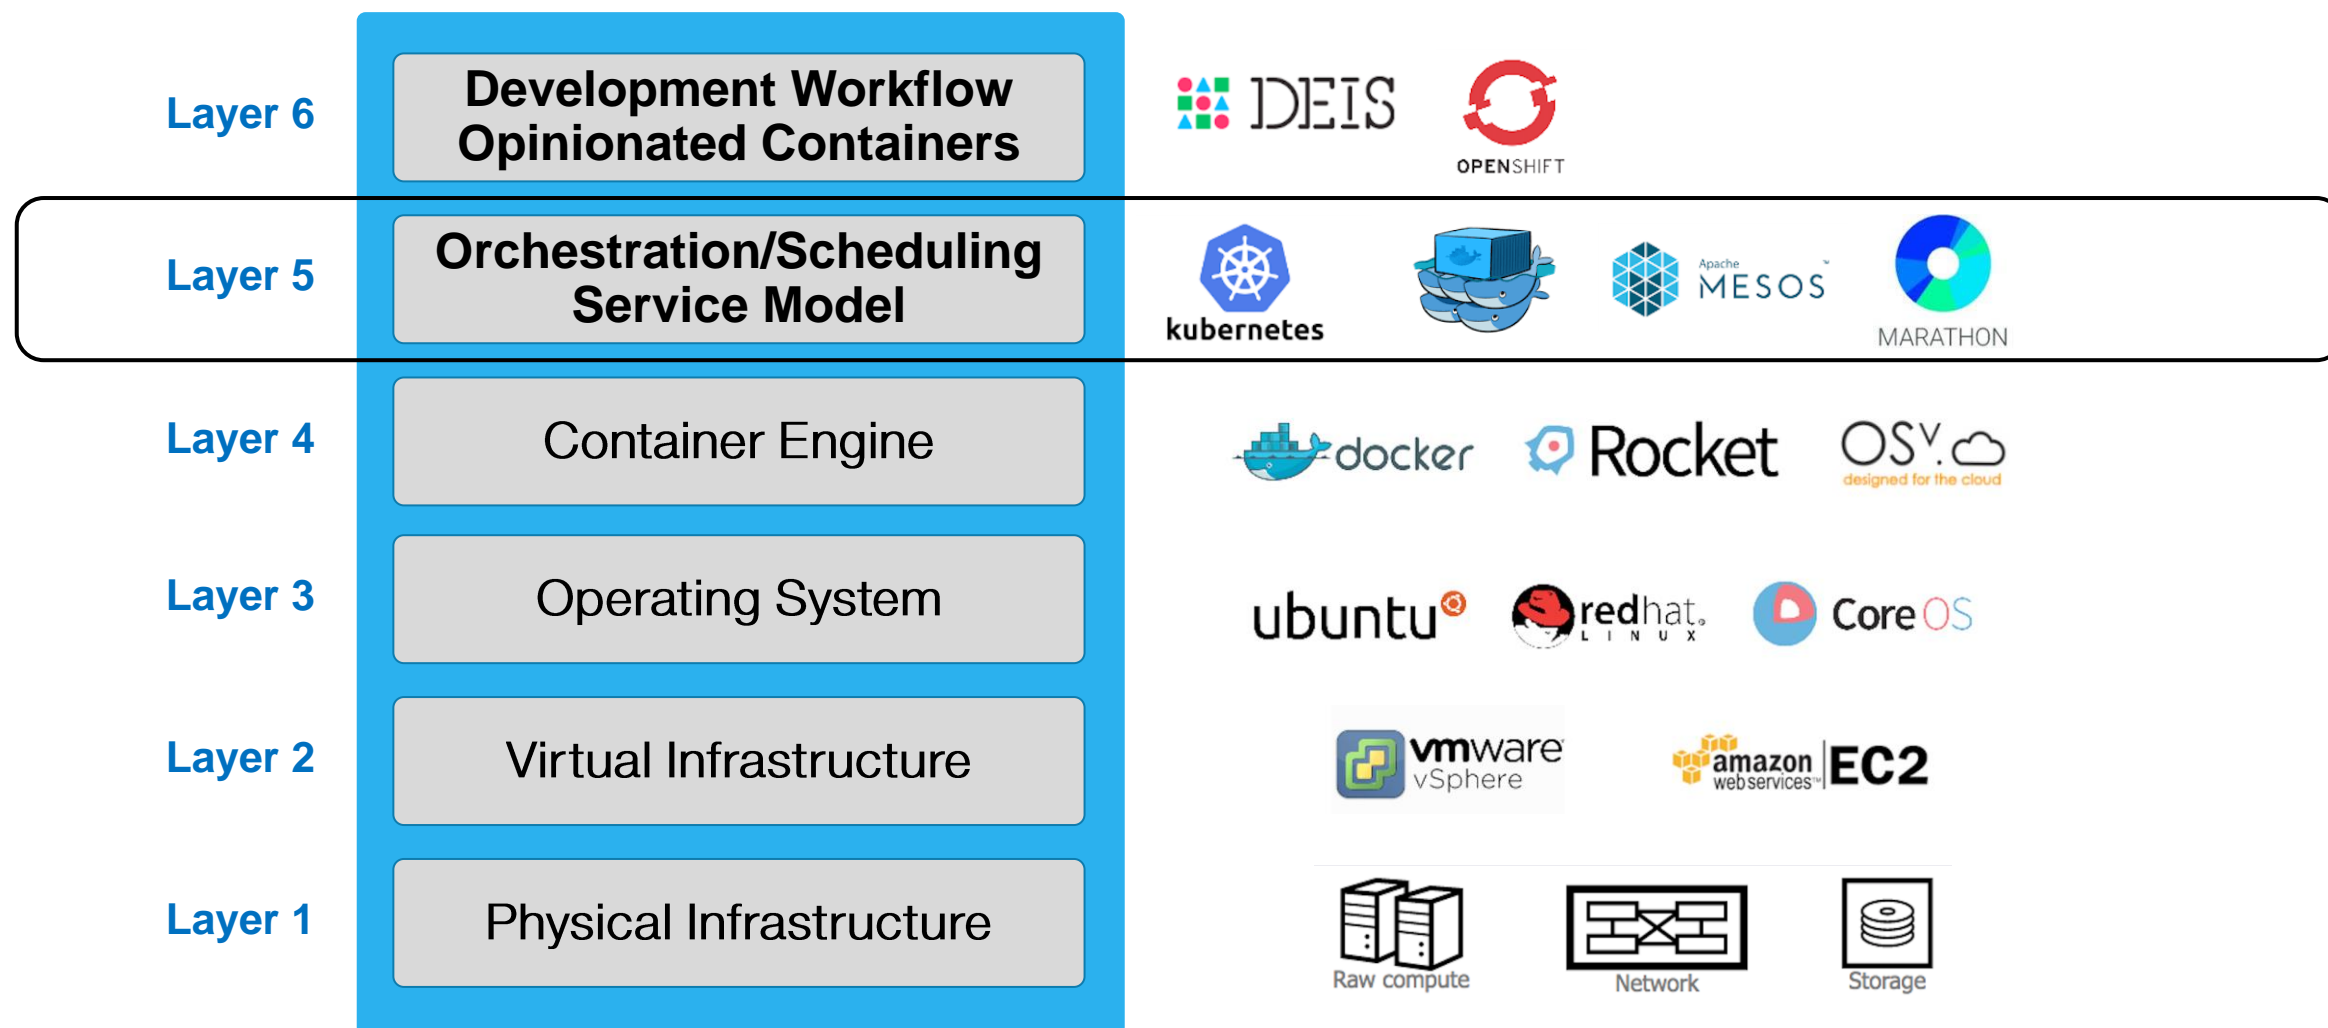 Layer 6
Development Workflow
Opinionated Containers
DEIS
OPENSHIFT
Layer 5
Orchestration/Scheduling
Service Model
kubernetes
Apache
MESOS™
MARATHON
Layer 4
Container Engine
docker
Rocket
OSv.
designed for the cloud
Layer 3
Operating System
ubuntu
redhat.
LINUX
CoreOS
Layer 2
Virtual Infrastructure
vmware
vSphere
amazon
webservices™
EC2
Layer 1
Physical Infrastructure
Raw compute
Network
Storage